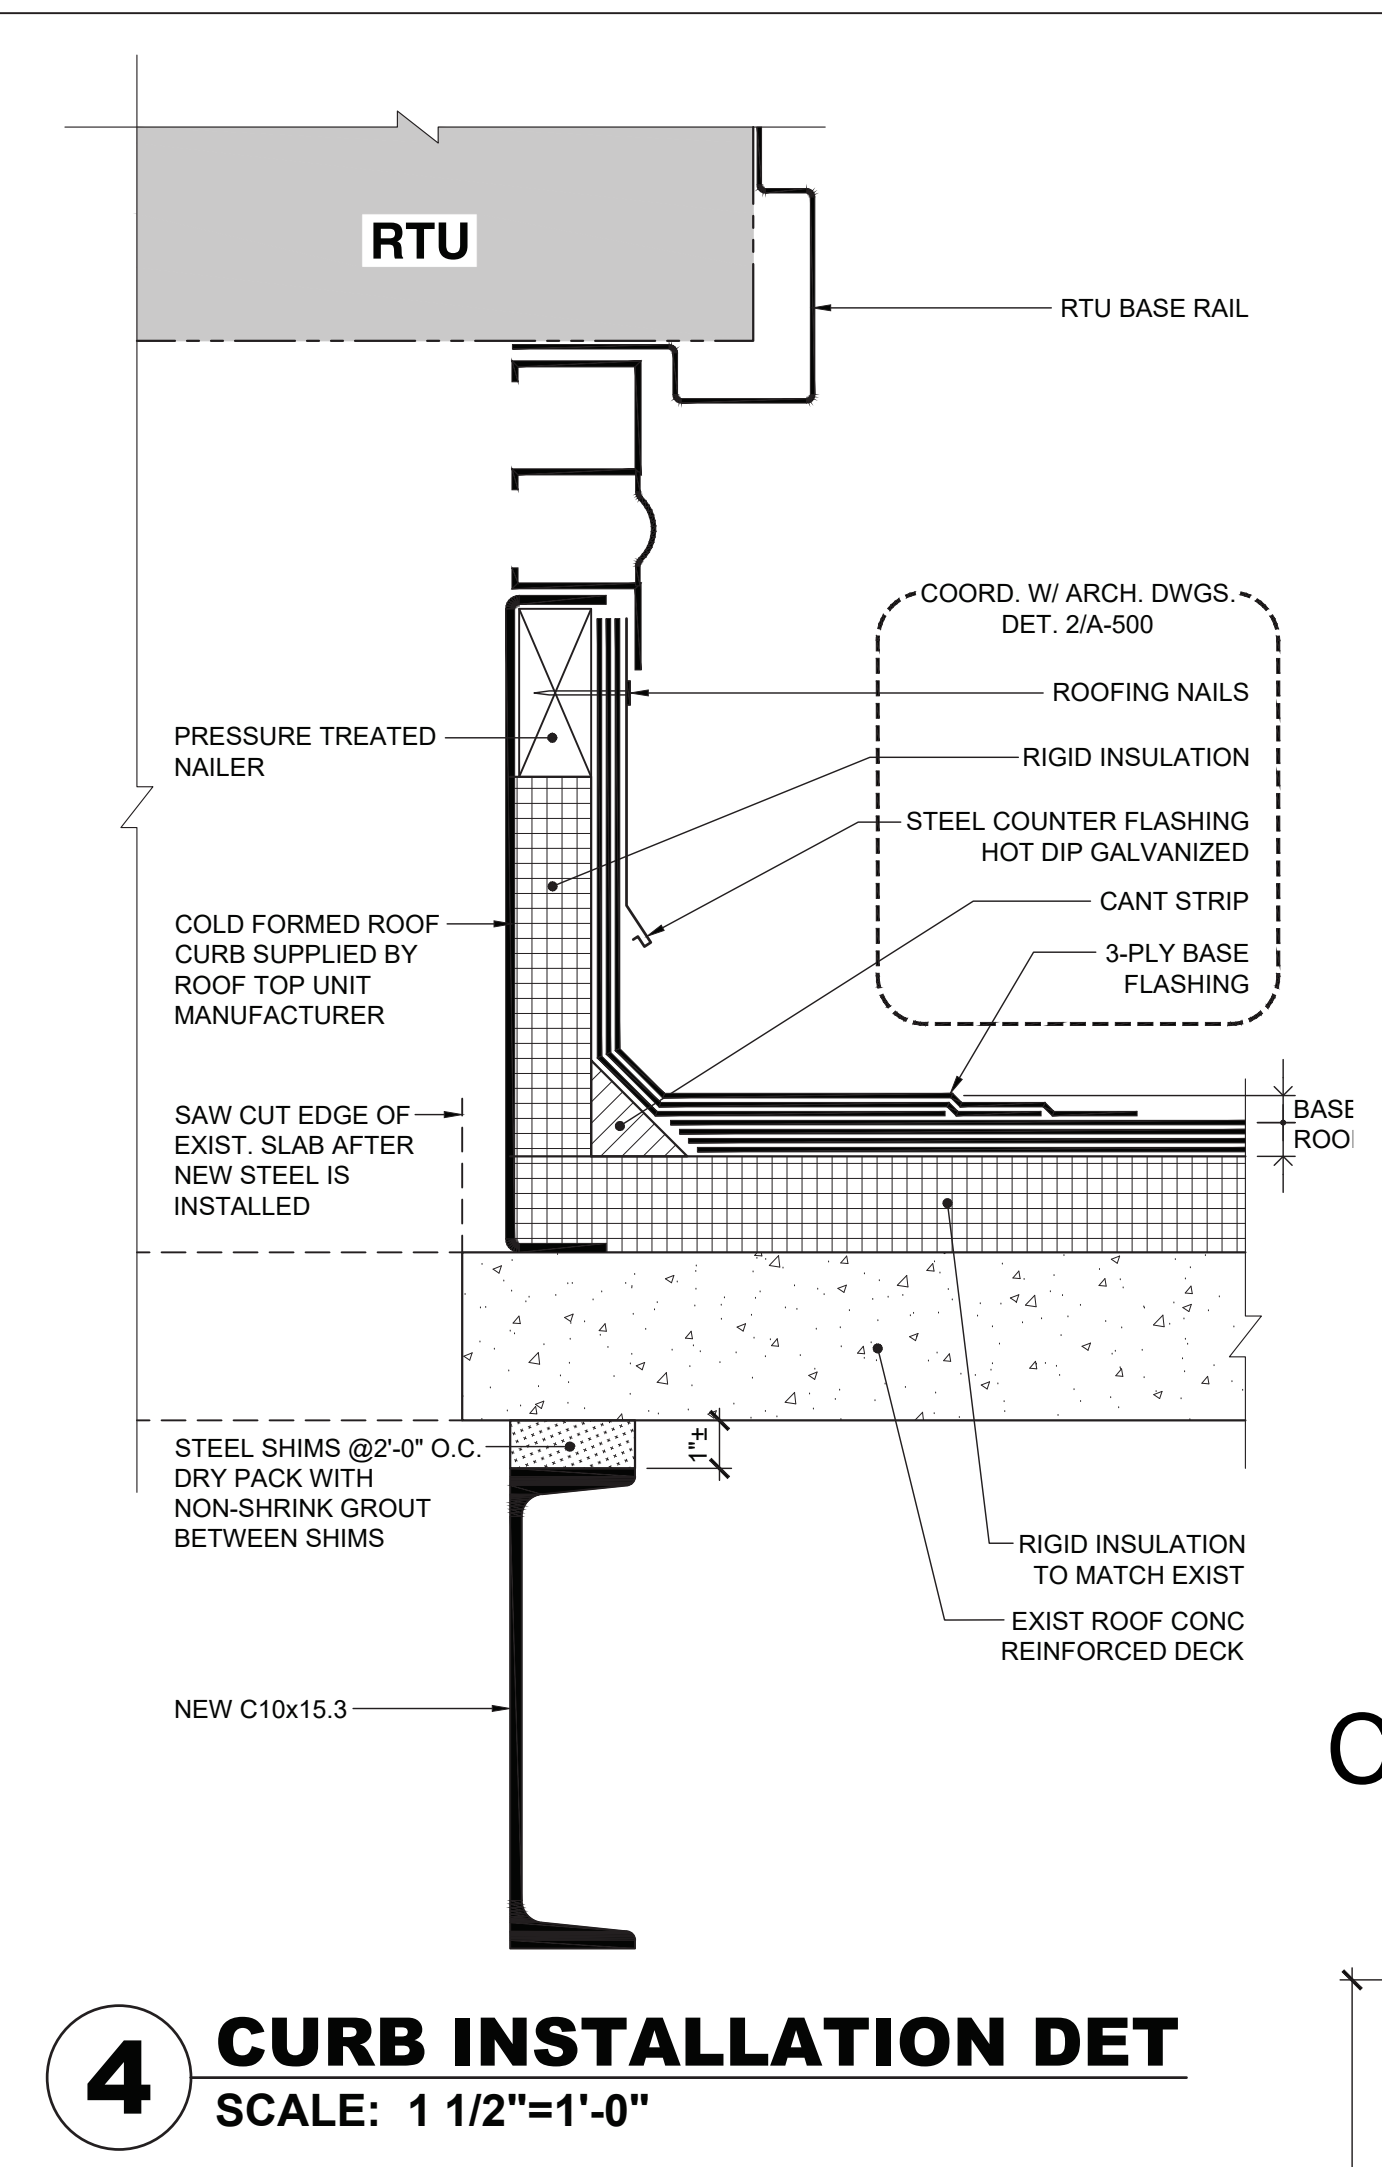 RTU
RTU BASE RAIL
COORD. W/ ARCH. DWGS.
DET. 2/A-500
ROOFING NAILS
RIGID INSULATION
STEEL COUNTER FLASHING
HOT DIP GALVANIZED
CANT STRIP
3-PLY BASE
FLASHING
PRESSURE TREATED
NAILER
COLD FORMED ROOF
CURB SUPPLIED BY
ROOF TOP UNIT
MANUFACTURER
SAW CUT EDGE OF
EXIST. SLAB AFTER
NEW STEEL IS
INSTALLED
BASE
STEEL SHIMS @2'-0" O.C.
DRY PACK WITH
NON-SHRINK GROUT
BETWEEN SHIMS
1"±
RIGID INSULATION
TO MATCH EXIST
EXIST ROOF CONC
REINFORCED DECK
NEW C10x15.3
4
CURB INSTALLATION DET
SCALE: 1 1/2"=1'-0"